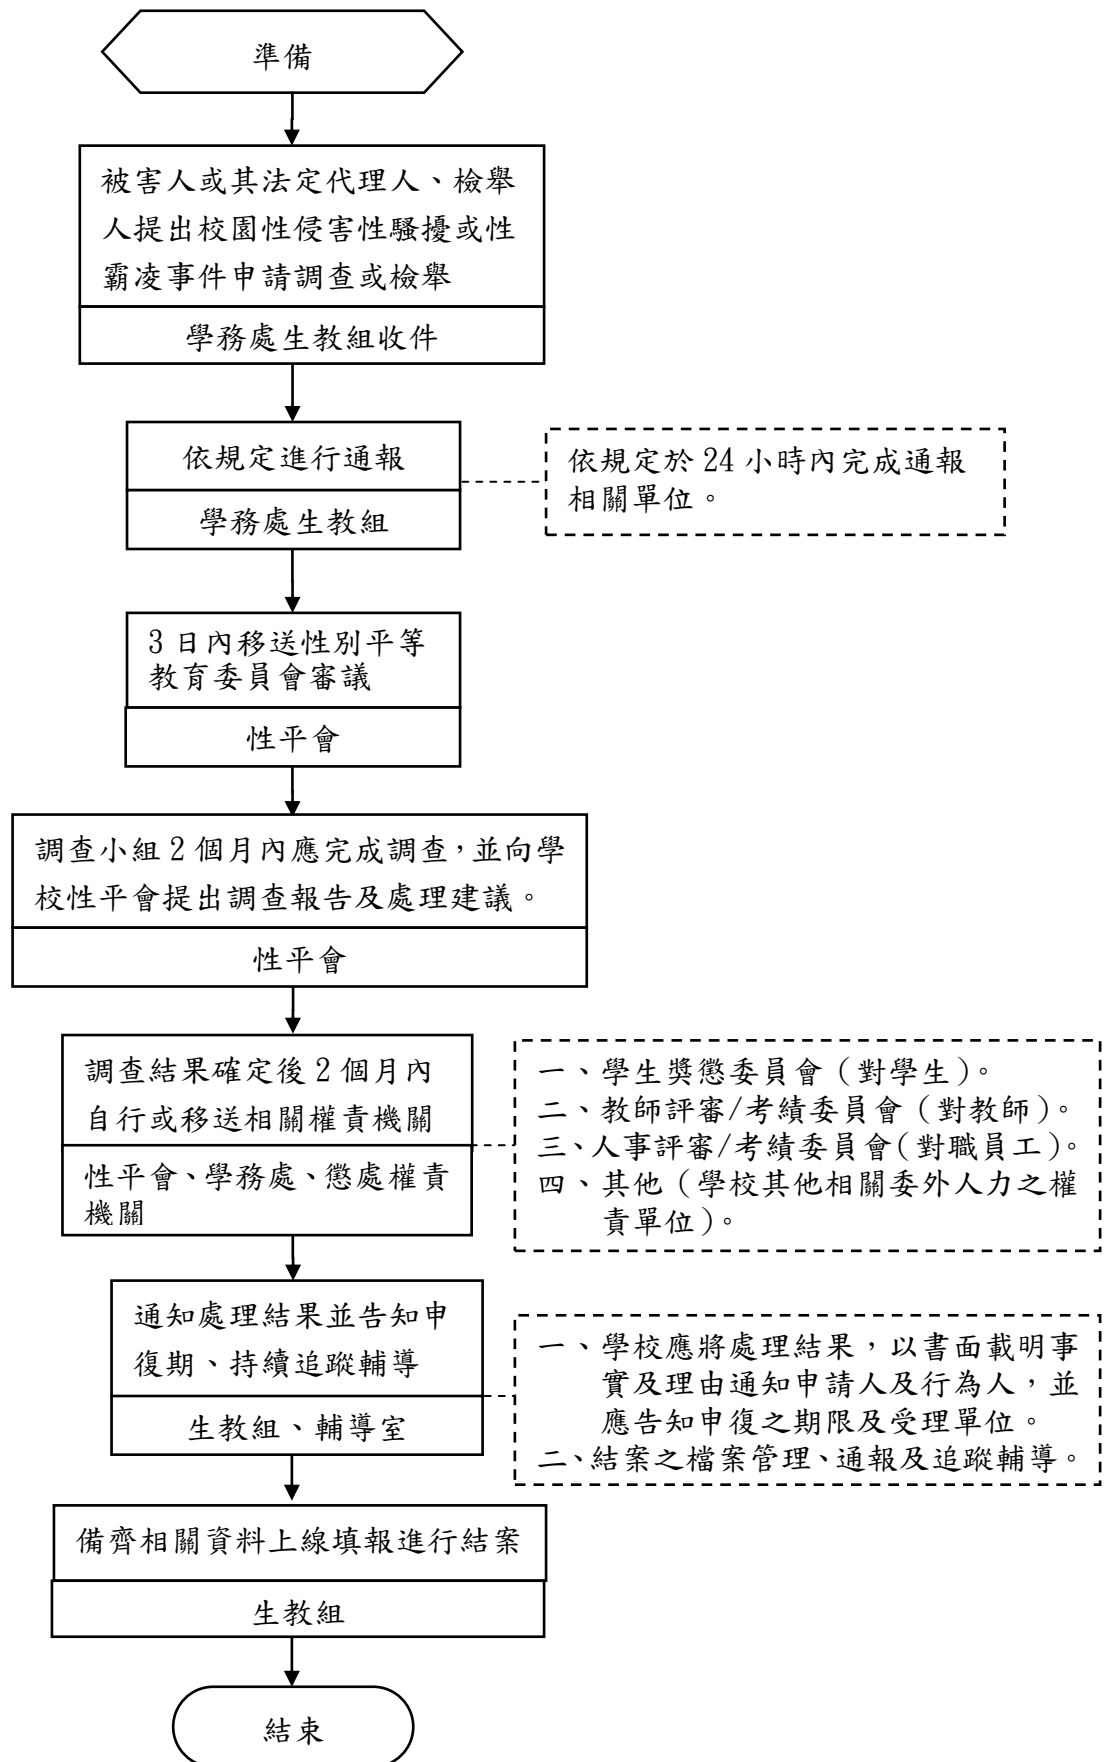 準備
被害人或其法定代理人、檢舉
人提出校園性侵害性騷擾或性
霸凌事件申請調查或檢舉
學務處生教組收件
依規定進行通報
學務處生教組
依規定於 24 小時內完成通報
相關單位。
3 日內移送性別平等
教育委員會審議
性平會
調查小組 2 個月內應完成調查，並向學
校性平會提出調查報告及處理建議。
性平會
調查結果確定後 2 個月內
自行或移送相關權責機關
性平會、學務處、懲處權責
機關
一、學生獎懲委員會（對學生）。
二、教師評審/考績委員會（對教師）。
三、人事評審/考績委員會（對職員工）。
四、其他（學校其他相關委外人力之權
責單位）。
通知處理結果並告知申
復期、持續追蹤輔導
生教組、輔導室
一、學校應將處理結果，以書面載明事
實及理由通知申請人及行為人，並
應告知申復之期限及受理單位。
二、結案之檔案管理、通報及追蹤輔導。
備齊相關資料上線填報進行結案
生教組
結束